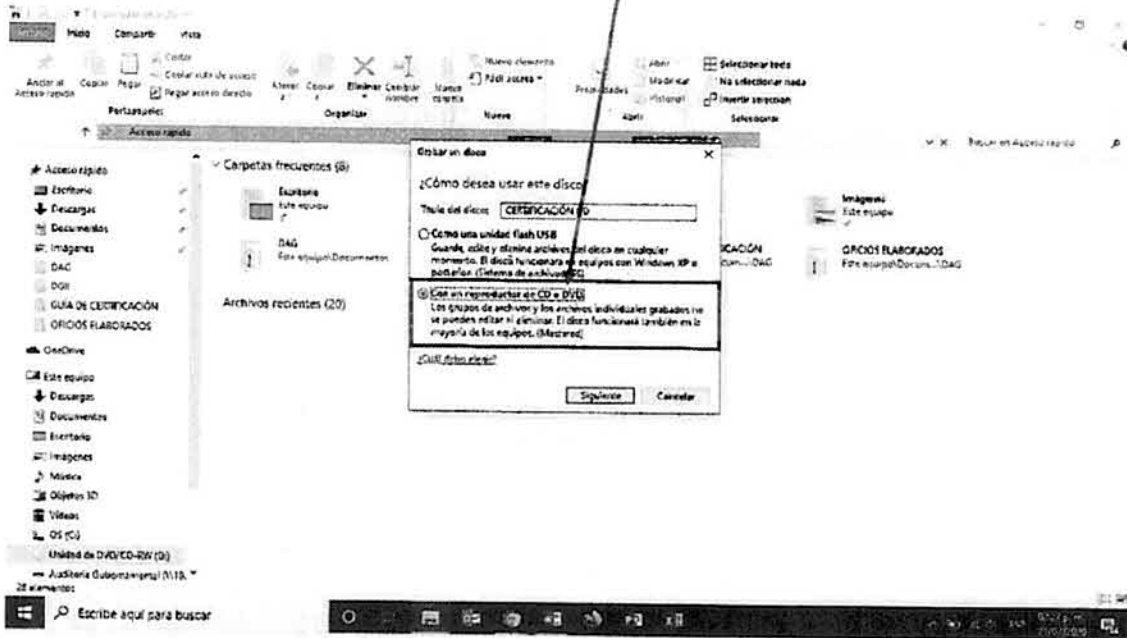 Inicio Compartir Vista
Anclar al
Acceso rápido
Copiar
Pegar
Cortar
Copiar ruta de acceso
Pegar acceso directo
Portapapeles
Copiar
Eliminar
Cambiar
nombre
Organizar
Nueva
carpeta
Nuevo elemento
Fácil acceso
Nuevo
Propiedades
Abrir
Modificar
Historial
Abrir
Seleccionar todo
No seleccionar nada
Invertir selección
Seleccionar
Acceso rápido
Buscar en Acceso rápido
Acceso rápido
Escritorio
Descargas
Documentos
Imágenes
DAG
DGR
GUIA DE CERTIFICACIÓN
OFICIOS ELABORADOS
OneDrive
Este equipo
Descargas
Documentos
Escritorio
Imágenes
Música
Objetos 3D
Vídeos
OS (C:)
Unidad de DVD/CD-RW (D:)
28 elementos
Carpetas frecuentes (8)
Escritorio
Este equipo
DAG
Este equipo\Documentos
Imágenes
Este equipo
OFICIOS ELABORADOS
Este equipo\Docum...\DAG
Archivos recientes (20)
Grabar un disco
¿Cómo desea usar este disco?
Título del disco: CERTIFICACIÓN CD
Como una unidad flash USB
Guarde, edite y elimine archivos del disco en cualquier
momento. El disco funcionará en equipos con Windows XP o
posterior. (Sistema de archivos
Con un reproductor de CD o DVD
Los grupos de archivos y los archivos individuales grabados no
se pueden editar ni eliminar. El disco funcionará también en la
mayoría de los equipos. (Mastered)
¿Cuál debo elegir?
Siguiente Cancelar
Escribe aquí para buscar